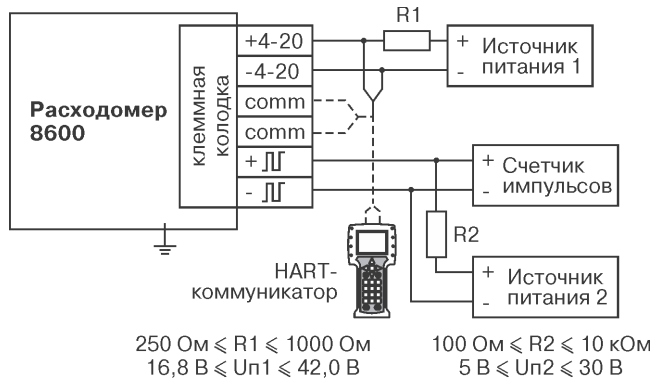 R1
+4-20
+
Источник
питания 1
-4-20
-
Расходомер
8600
клеммная
колодка
comm
comm
+
+
Счетчик
импульсов
-
-
R2
HART-
коммуникатор
+
Источник
питания 2
-
250 Ом ⩽ R1 ⩽ 1000 Ом
16,8 В ⩽ Uп1 ⩽ 42,0 В
100 Ом ⩽ R2 ⩽ 10 кОм
5 В ⩽ Uп2 ⩽ 30 В